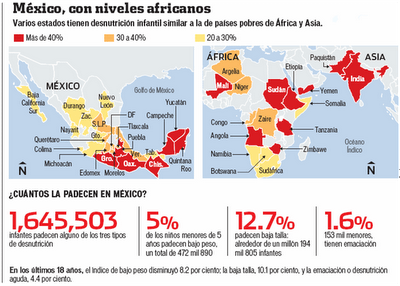 México, con niveles africanos
Varios estados tienen desnutrición infantil similar a la de países pobres de África y Asia.
Más de 40% 30 a 40% 20 a 30%
MÉXICO
Baja
California
Sur
Durango
Zac.
Nayarit
Nuevo
León
S.L.P.
Gto.
Querétaro
Colima
Michoacán
Edomex
Morelos
Gro.
Oax.
Chis.
Ver.
Tab.
Puebla
Tlaxcala
DF
Campeche
Yucatán
Quintana
Roo
Golfo de México
N
ÁFRICA
Argelia
Mali
Niger
Sudán
Etiopía
Yemen
Somalia
Congo
Zaire
Angola
Tanzania
Namibia
Zimbabwe
Botswana
Sudáfrica
Paquistán
ASIA
India
Océano
Índico
N
¿CUÁNTOS LA PADECEN EN MÉXICO?
1,645,503
infantes padecen alguno de los tres tipos
de desnutrición
5%
de los niños menores de 5
años padecen bajo peso,
un total de 472 mil 890
12.7%
padecen baja talla:
alrededor de un millón 194
mil 805 infantes
1.6%
153 mil menores,
tienen emaciación
En los últimos 18 años, el índice de bajo peso disminuyó 8.2 por ciento; la baja talla, 10.1 por ciento, y la emaciación o desnutrición
aguda, 4.4 por ciento.